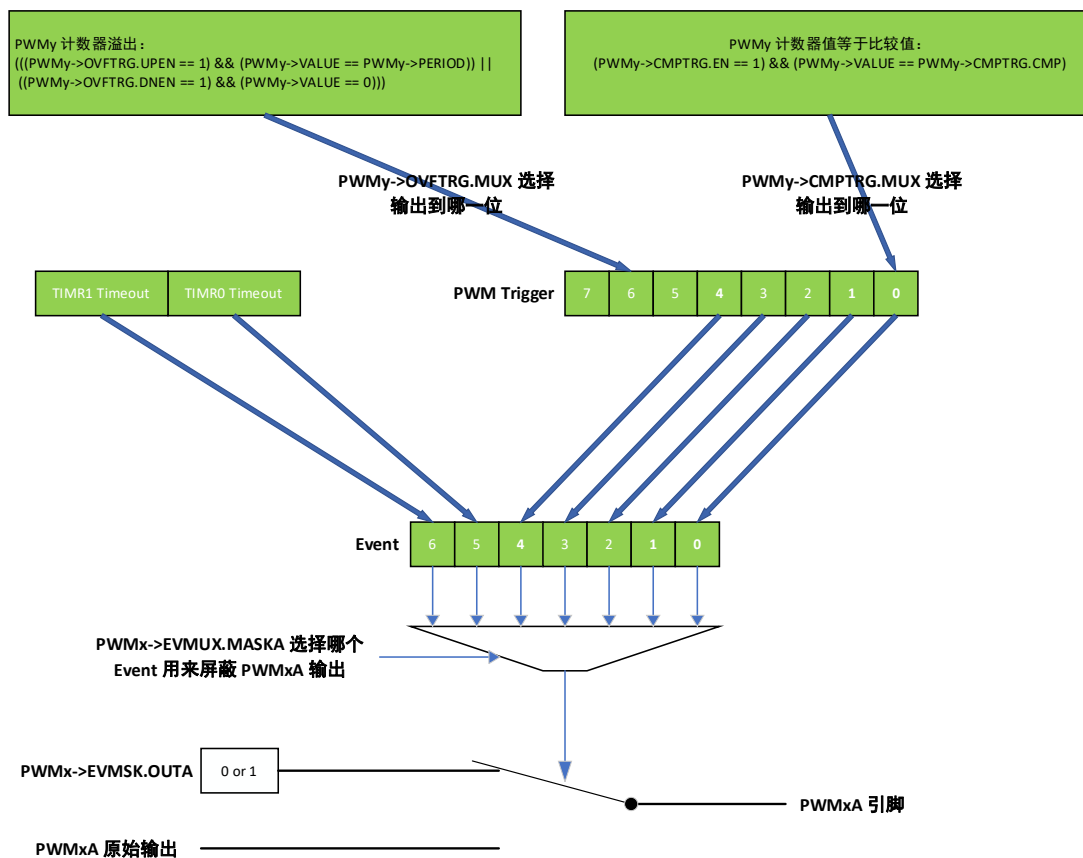 PWMy 计数器溢出：
(((PWMy->OVFTRG.UPEN == 1) && (PWMy->VALUE == PWMy->PERIOD)) ||
((PWMy->OVFTRG.DNEN == 1) && (PWMy->VALUE == 0)))
PWMy 计数器值等于比较值：
(PWMy->CMPTRG.EN == 1) && (PWMy->VALUE == PWMy->CMPTRG.CMP)
PWMy->OVFTRG.MUX 选择
输出到哪一位
PWMy->CMPTRG.MUX 选择
输出到哪一位
TIMR1 Timeout TIMR0 Timeout
PWM Trigger 7 6 5 4 3 2 1 0
Event 6 5 4 3 2 1 0
PWMx->EVMUX.MASKA 选择哪个
Event 用来屏蔽 PWMxA 输出
PWMx->EVMSK.OUTA 0 or 1
PWMxA 引脚
PWMxA 原始输出